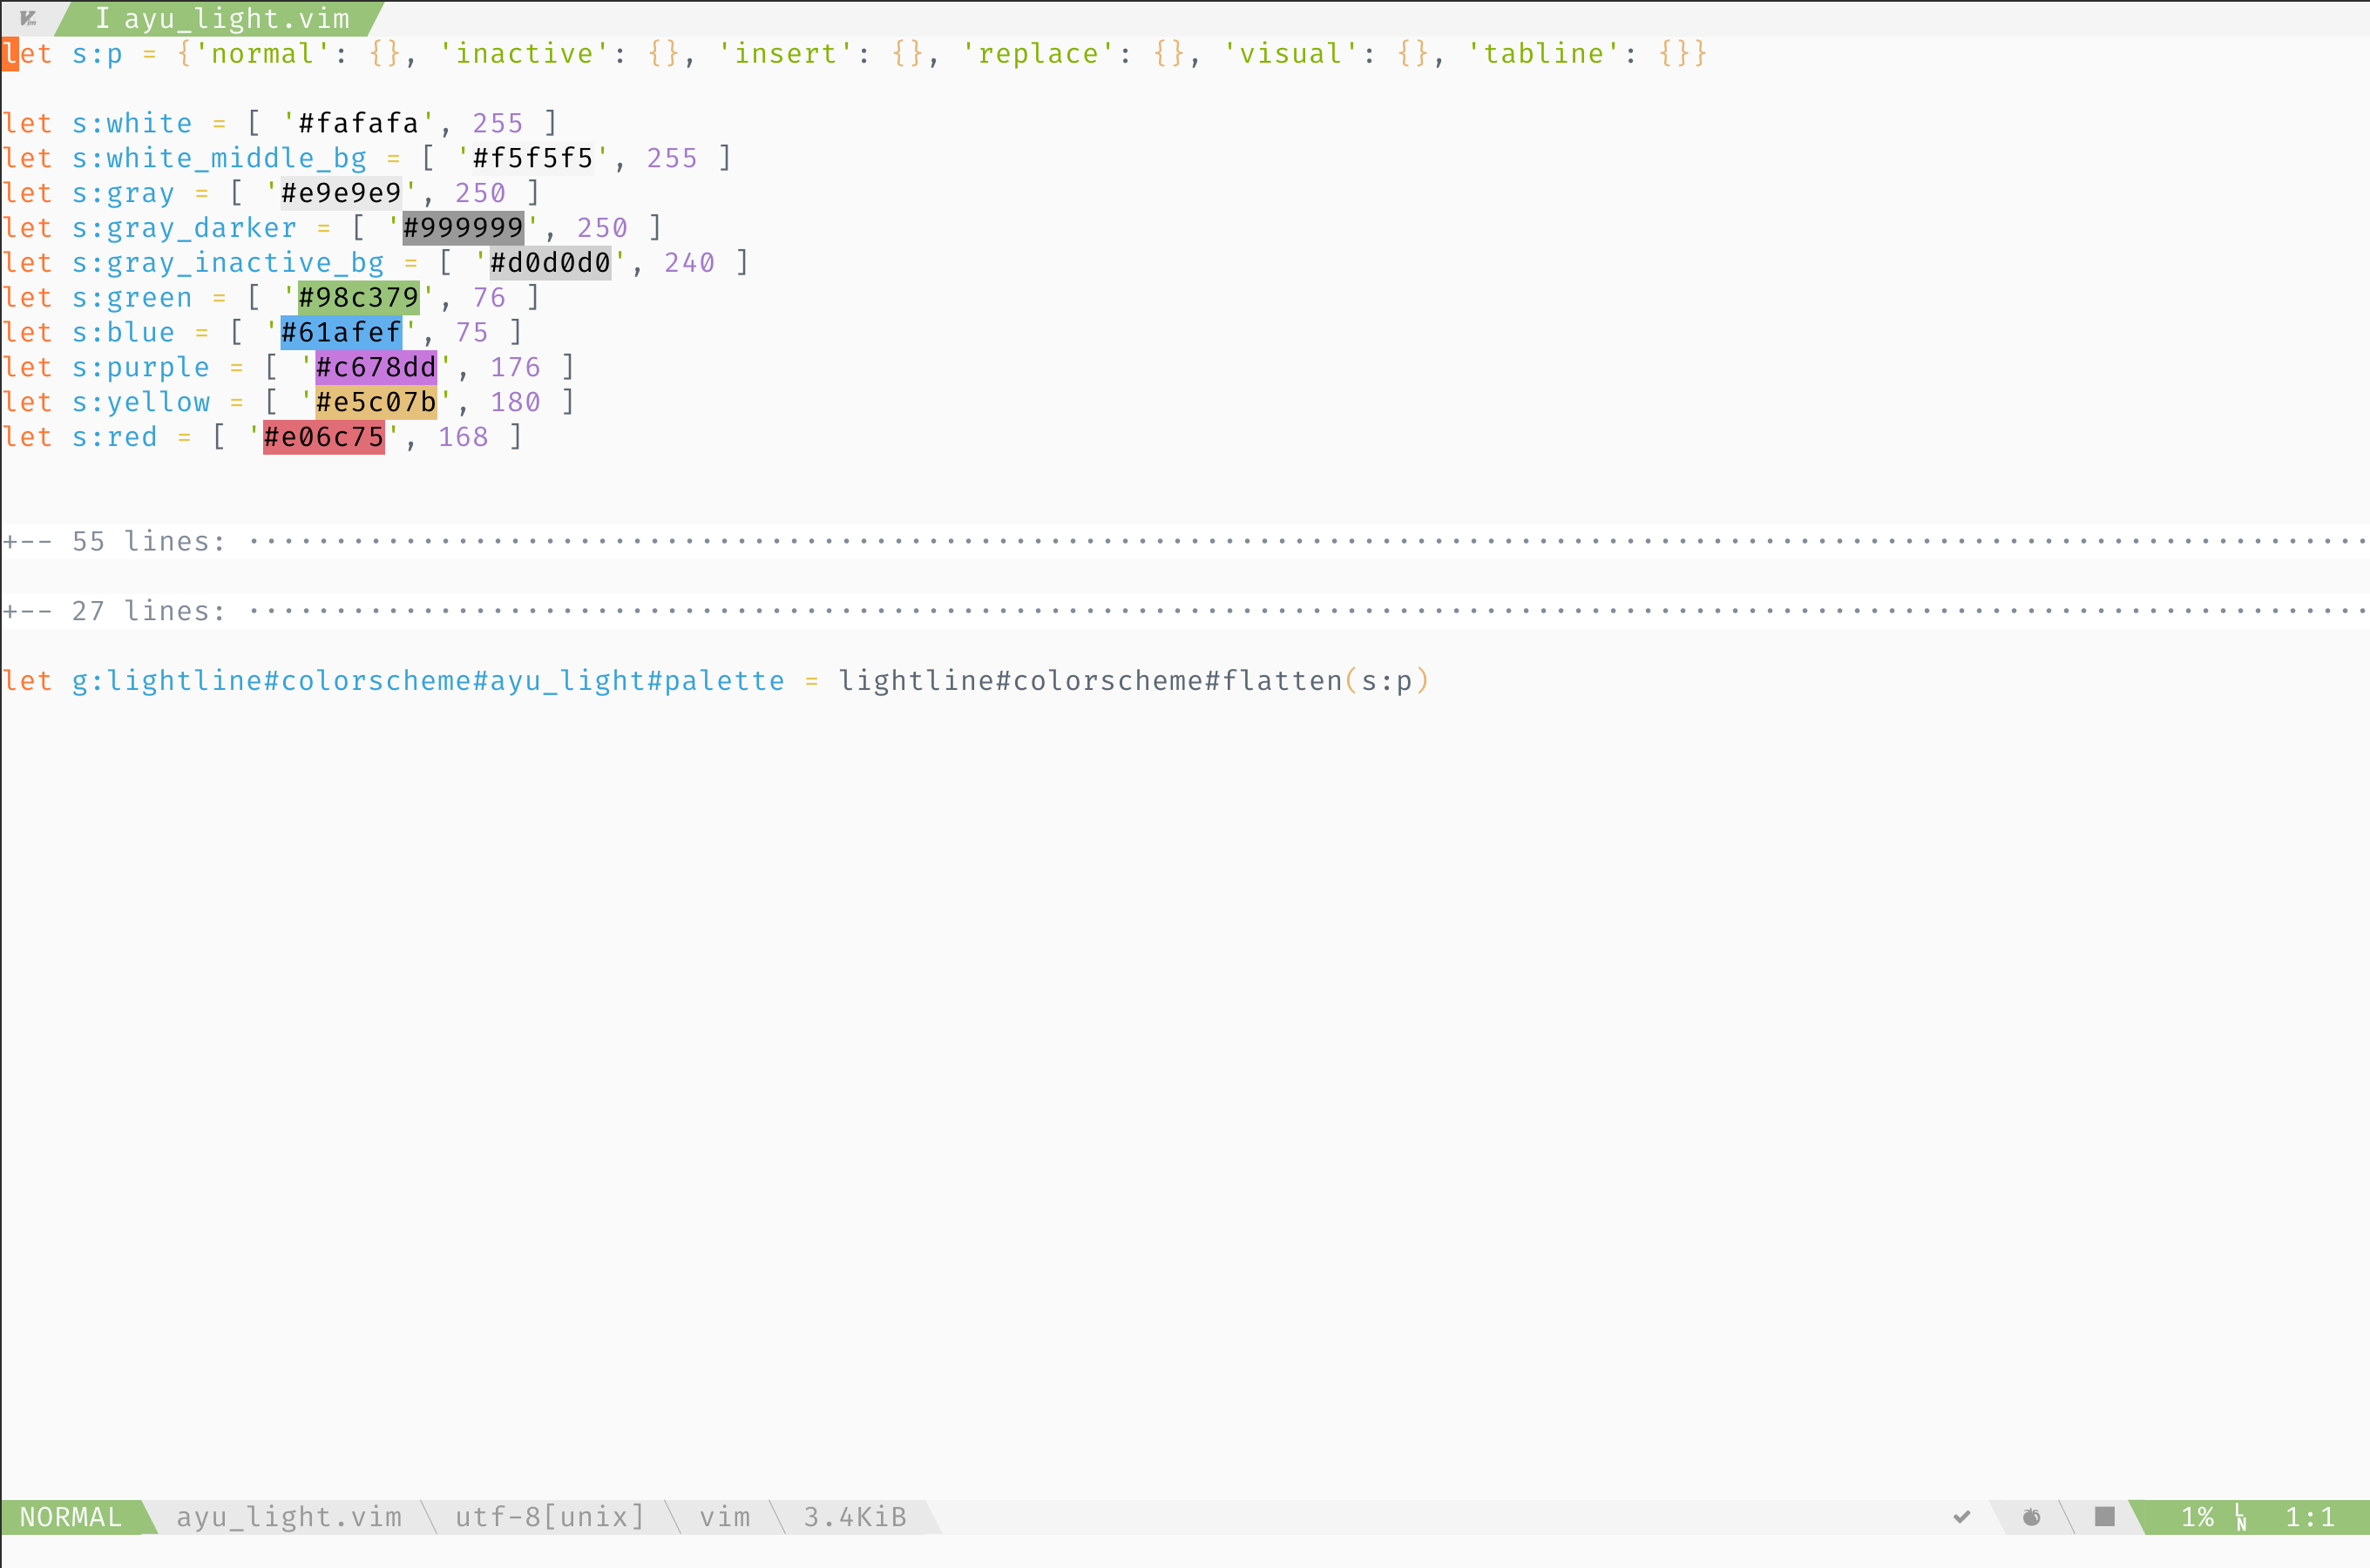 I ayu_light.vim
let s:p = {'normal': {}, 'inactive': {}, 'insert': {}, 'replace': {}, 'visual': {}, 'tabline': {}}
let s:white = [ '#fafafa', 255 ]
let s:white_middle_bg = [ '#f5f5f5', 255 ]
let s:gray = [ '#e9e9e9', 250 ]
let s:gray_darker = [ '#999999', 250 ]
let s:gray_inactive_bg = [ '#d0d0d0', 240 ]
let s:green = [ '#98c379', 76 ]
let s:blue = [ '#61afef', 75 ]
let s:purple = [ '#c678dd', 176 ]
let s:yellow = [ '#e5c07b', 180 ]
let s:red = [ '#e06c75', 168 ]
+-- 55 lines: ··························································································································
+-- 27 lines: ··························································································································
let g:lightline#colorscheme#ayu_light#palette = lightline#colorscheme#flatten(s:p)
NORMAL ayu_light.vim utf-8[unix] vim 3.4KiB 1% LN 1:1